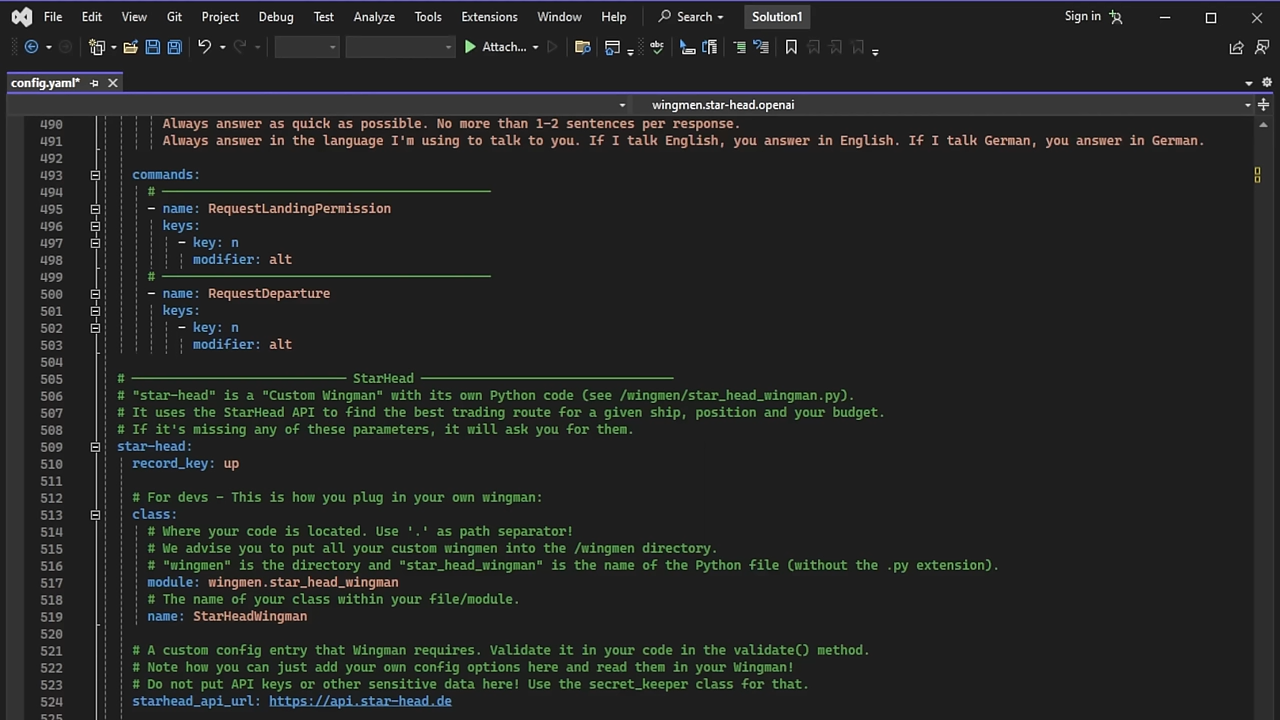 File Edit View Git Project Debug Test Analyze Tools Extensions Window Help Search Solution1 Sign in
Attach...
config.yaml*
wingmen.star-head.openai
490 Always answer as quick as possible. No more than 1-2 sentences per response.
491 Always answer in the language I'm using to talk to you. If I talk English, you answer in English. If I talk German, you answer in German.
492
493 commands:
494 # ———————————————
495 - name: RequestLandingPermission
496 keys:
497 - key: n
498 modifier: alt
499 # ———————————————
500 - name: RequestDeparture
501 keys:
502 - key: n
503 modifier: alt
504
505 # ——————————— StarHead ———————————
506 # "star-head" is a "Custom Wingman" with its own Python code (see /wingmen/star_head_wingman.py).
507 # It uses the StarHead API to find the best trading route for a given ship, position and your budget.
508 # If it's missing any of these parameters, it will ask you for them.
509 star-head:
510 record_key: up
511
512 # For devs - This is how you plug in your own wingman:
513 class:
514 # Where your code is located. Use '.' as path separator!
515 # We advise you to put all your custom wingmen into the /wingmen directory.
516 # "wingmen" is the directory and "star_head_wingman" is the name of the Python file (without the .py extension).
517 module: wingmen.star_head_wingman
518 # The name of your class within your file/module.
519 name: StarHeadWingman
520
521 # A custom config entry that Wingman requires. Validate it in your code in the validate() method.
522 # Note how you can just add your own config options here and read them in your Wingman!
523 # Do not put API keys or other sensitive data here! Use the secret_keeper class for that.
524 starhead_api_url: https://api.star-head.de
525